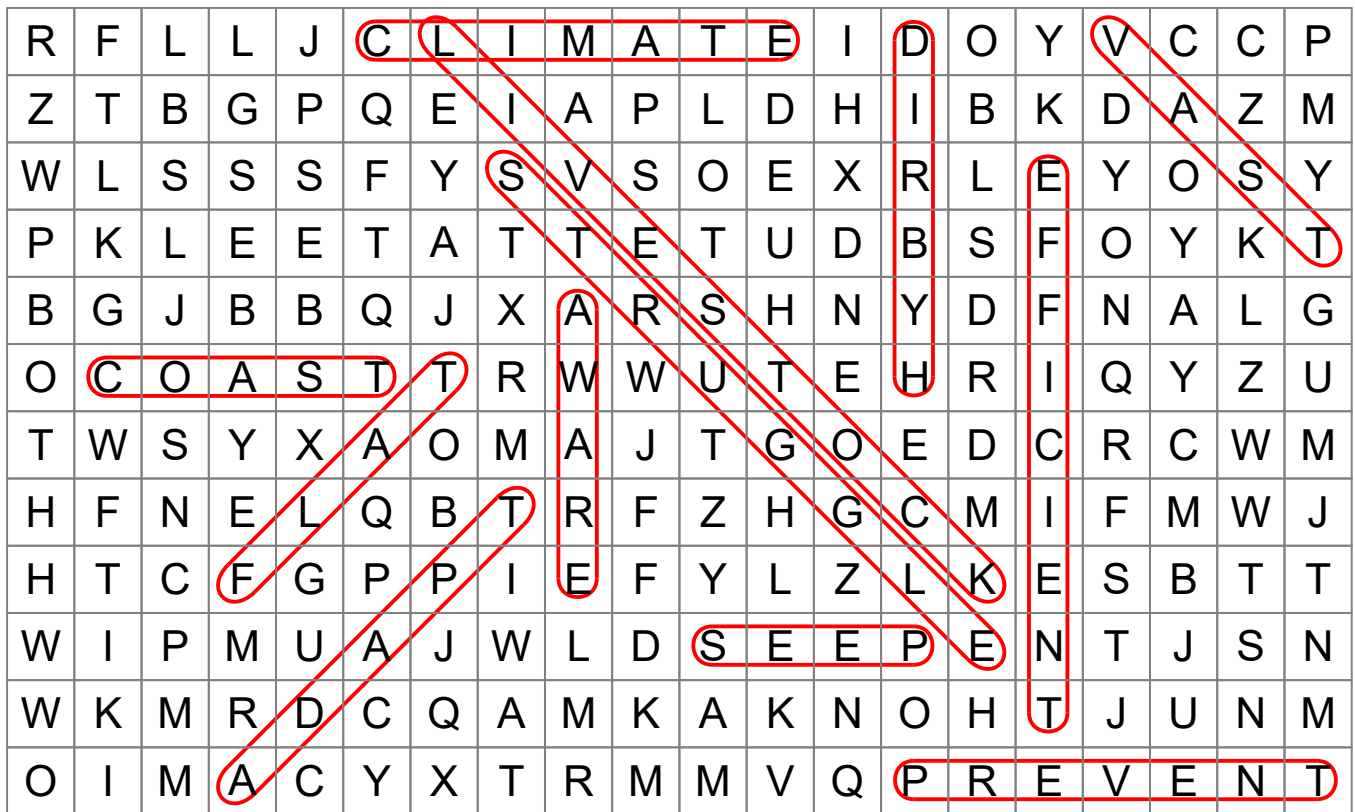 R F L L J C L I M A T E I D O Y V C C P
Z T B G P Q E I A P L D H I B K D A Z M
W L S S S F Y S V S O E X R L E Y O S Y
P K L E E T A T T E T U D B S F O Y K T
B G J B B Q J X A R S H N Y D F N A L G
O C O A S T T R W W U T E H R I Q Y Z U
T W S Y X A O M A J T G O E D C R C W M
H F N E L Q B T R F Z H G C M I F M W J
H T C F G P P I E F Y L Z L K E S B T T
W I P M U A J W L D S E E P E N T J S N
W K M R D C Q A M K A K N O H T J U N M
O I M A C Y X T R M M V Q P R E V E N T